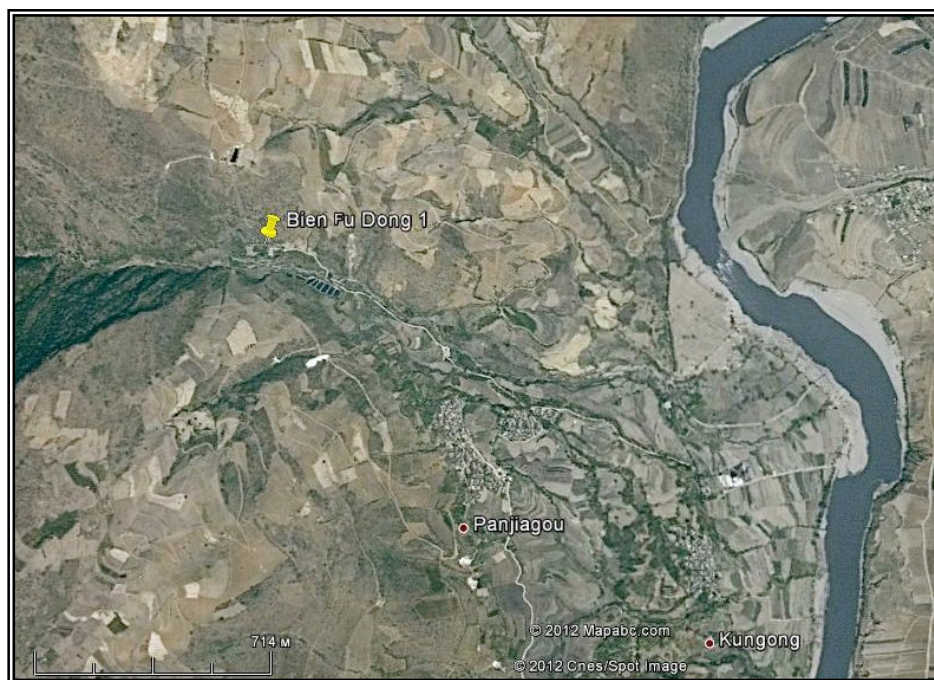 Bien Fu Dong 1
Panjiagou
714 м
© 2012 Mapabc.com
Kungong
© 2012 Cnes/Spot Image